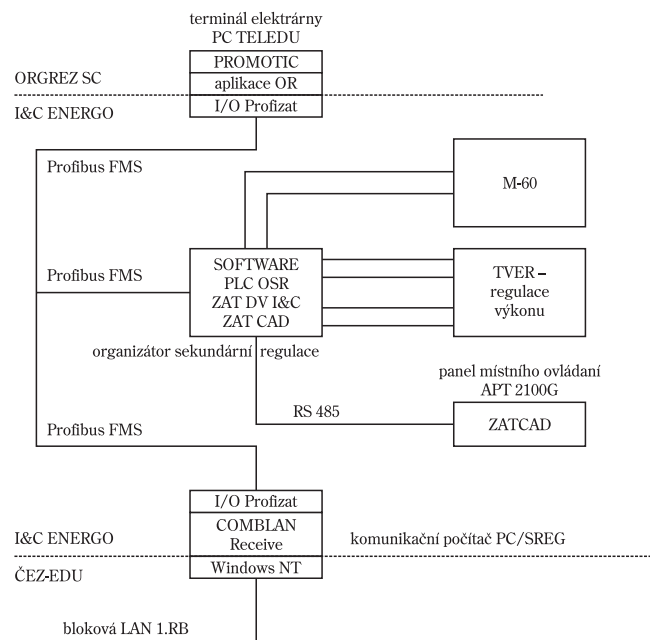 terminál elektrárny
PC TELEDU
PROMOTIC
ORGREZ SC
aplikace OR
I&C ENERGO
I/O Profizat
Profibus FMS
M-60
Profibus FMS
SOFTWARE
PLC OSR
ZAT DV I&C
ZAT CAD
TVER –
regulace
výkonu
organizátor sekundární regulace
panel místního ovládaní
APT 2100G
RS 485
ZATCAD
Profibus FMS
I/O Profizat
I&C ENERGO
COMBLAN
Receive
komunikační počítač PC/SREG
ČEZ-EDU
Windows NT
bloková LAN 1.RB